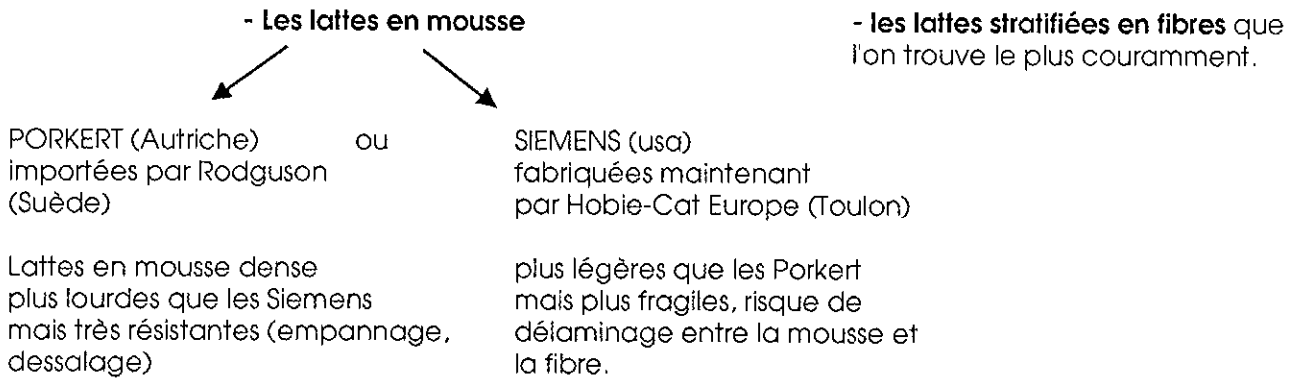 - Les lattes en mousse
- les lattes stratifiées en fibres que
l'on trouve le plus couramment.
PORKERT (Autriche) ou
importées par Rodguson
(Suède)
SIEMENS (usa)
fabriquées maintenant
par Hobie-Cat Europe (Toulon)
Lattes en mousse dense
plus lourdes que les Siemens
mais très résistantes (empannage,
dessalage)
plus légères que les Porkert
mais plus fragiles, risque de
délaminage entre la mousse et
la fibre.